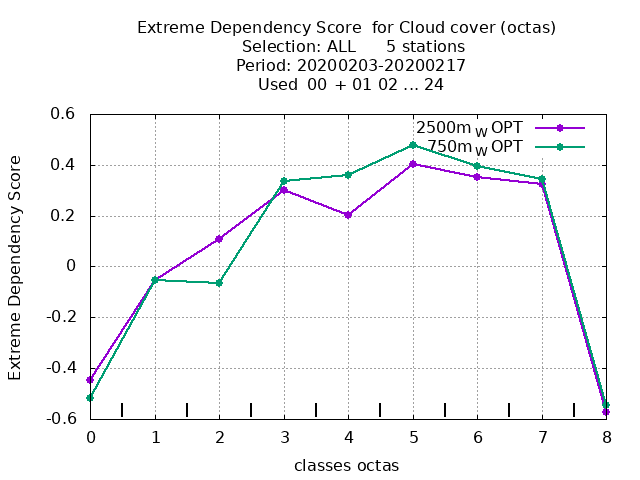 Extreme Dependency Score  for Cloud cover (octas)
Selection: ALL      5 stations
Period: 20200203-20200217
Used  00  + 01 02 ... 24
0.6
2500m_W OPT
750m_W OPT
0.4
0.2
0
-0.2
-0.4
-0.6
Extreme Dependency Score
0 1 2 3 4 5 6 7 8
classes octas